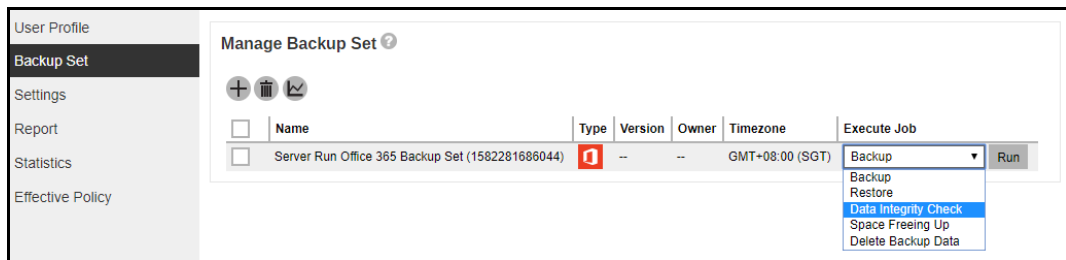 User Profile
Backup Set
Settings
Report
Statistics
Effective Policy
Manage Backup Set ?
Name Type Version Owner Timezone Execute Job
Server Run Office 365 Backup Set (1582281686044) -- -- GMT+08:00 (SGT) Backup Run
Backup
Restore
Data Integrity Check
Space Freeing Up
Delete Backup Data